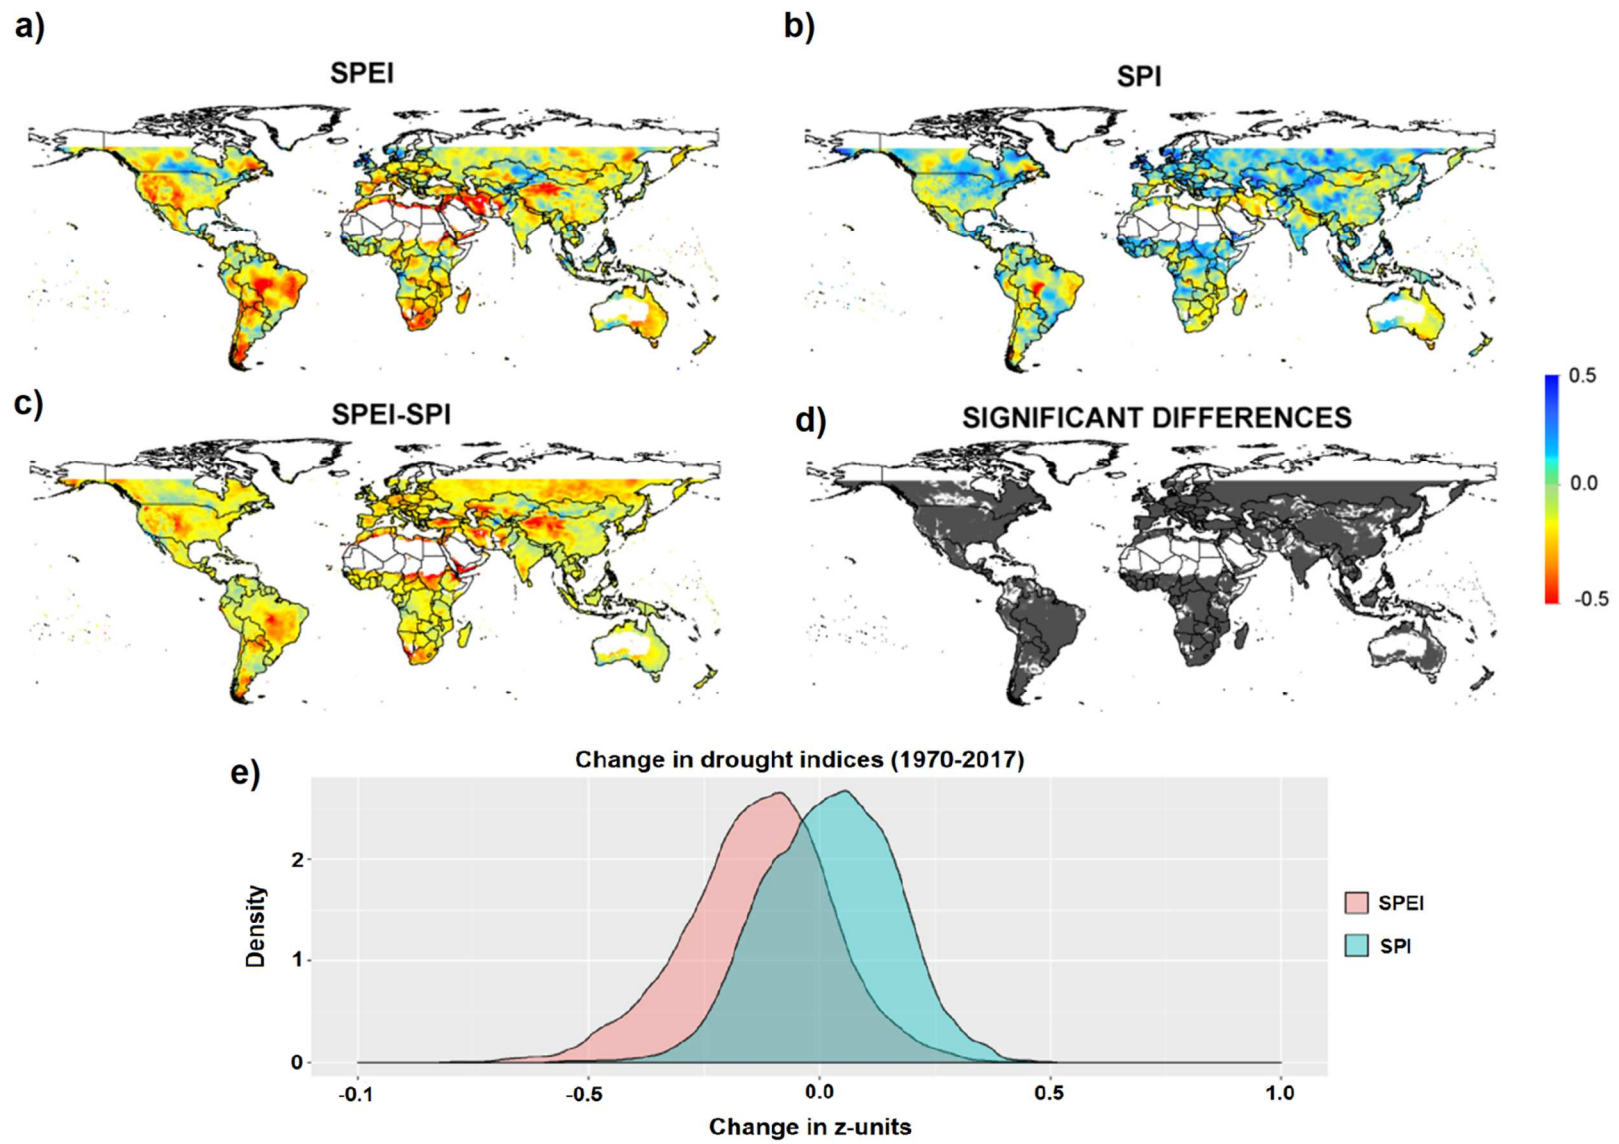 a)
b)
SPEI
SPI
c)
SPEI-SPI
d)
SIGNIFICANT DIFFERENCES
0.5
0.0
-0.5
e)
Change in drought indices (1970-2017)
Density
2
1
0
-0.1
-0.5
0.0
0.5
1.0
Change in z-units
SPEI
SPI